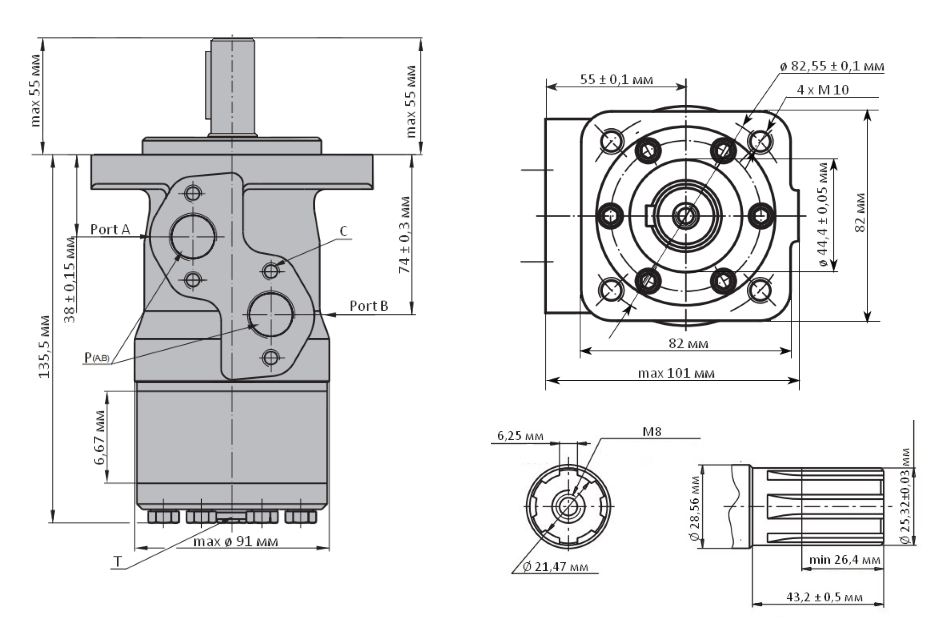 max 55 мм
max 55 мм
Port A
38 ± 0,15 мм
C
74 ± 0,3 мм
Port B
P(A,B)
135,5 мм
6,67 мм
max ø 91 мм
T
55 ± 0,1 мм
ø 82,55 ± 0,1 мм
4 x M 10
ø 44,4 ± 0,05 мм
82 мм
82 мм
max 101 мм
6,25 мм
M8
Ø 21,47 мм
Ø 28,56 мм
Ø 25,32±0,03 мм
min 26,4 мм
43,2 ± 0,5 мм